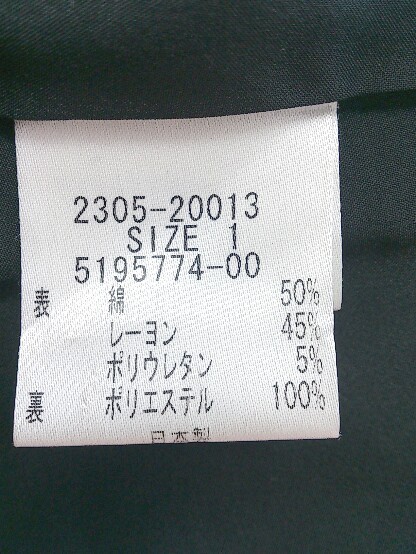 2305-20013
SIZE 1
5195774-00
表 綿 50%
レーヨン 45%
ポリウレタン 5%
裏 ポリエステル 100%
日本製